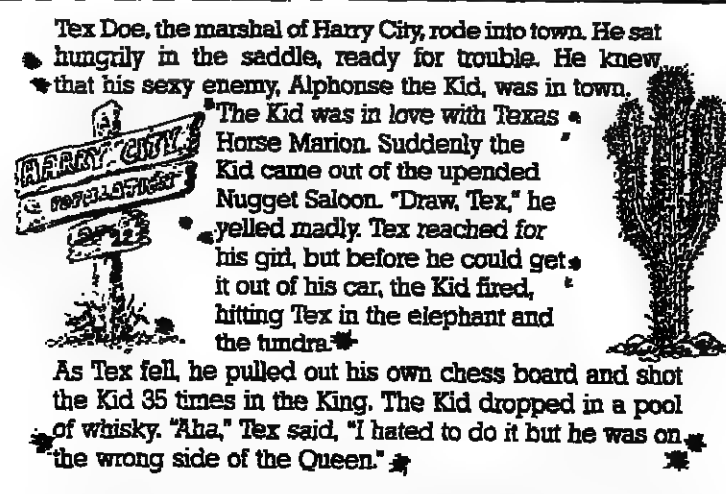 Tex Doe, the marshal of Harry City, rode into town. He sat
hungrily in the saddle, ready for trouble. He knew
that his sexy enemy, Alphonse the Kid, was in town.
The Kid was in love with Texas
Horse Marion. Suddenly the
Kid came out of the upended
Nugget Saloon. "Draw, Tex," he
yelled madly. Tex reached for
his girl, but before he could get
it out of his car, the Kid fired,
hitting Tex in the elephant and
the tundra.
As Tex fell, he pulled out his own chess board and shot
the Kid 35 times in the King. The Kid dropped in a pool
of whisky. "Aha," Tex said, "I hated to do it but he was on
the wrong side of the Queen."
HARRY CITY
POPULATION